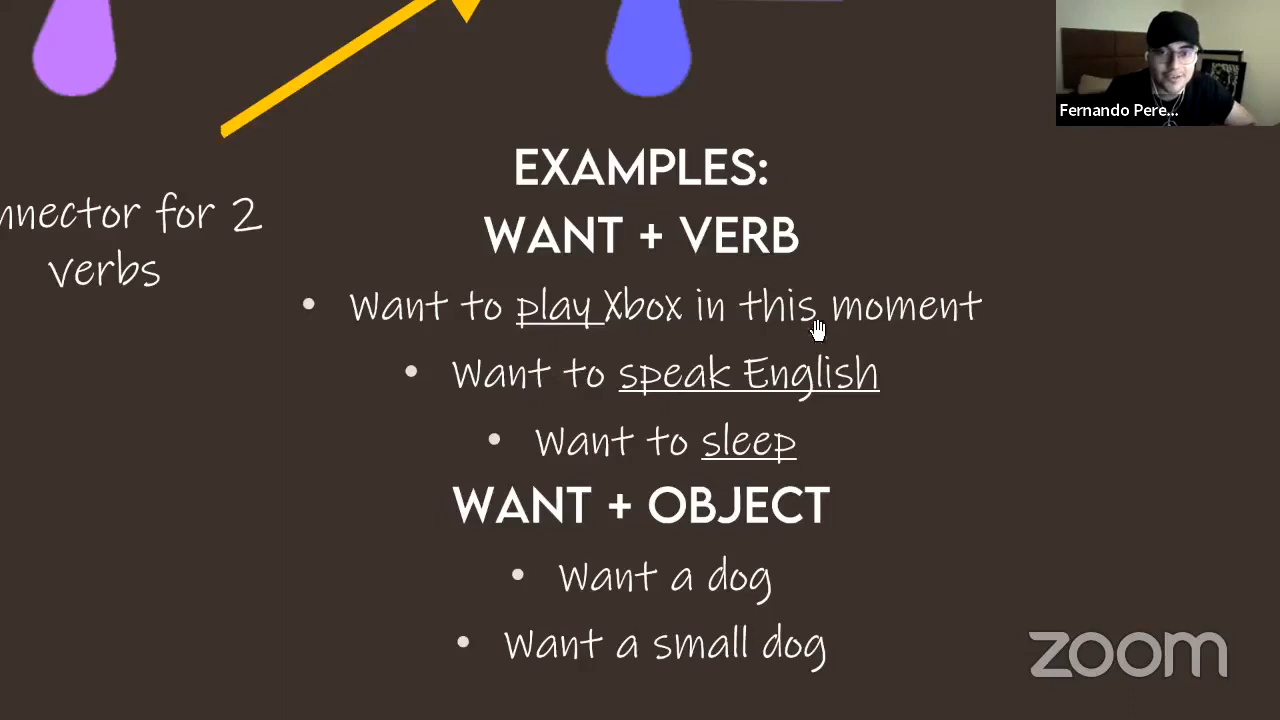 Fernando Pere...
EXAMPLES:
WANT + VERB
nnector for 2
verbs
• Want to play Xbox in this moment
• Want to speak English
• Want to sleep
WANT + OBJECT
• Want a dog
• Want a small dog
zoom